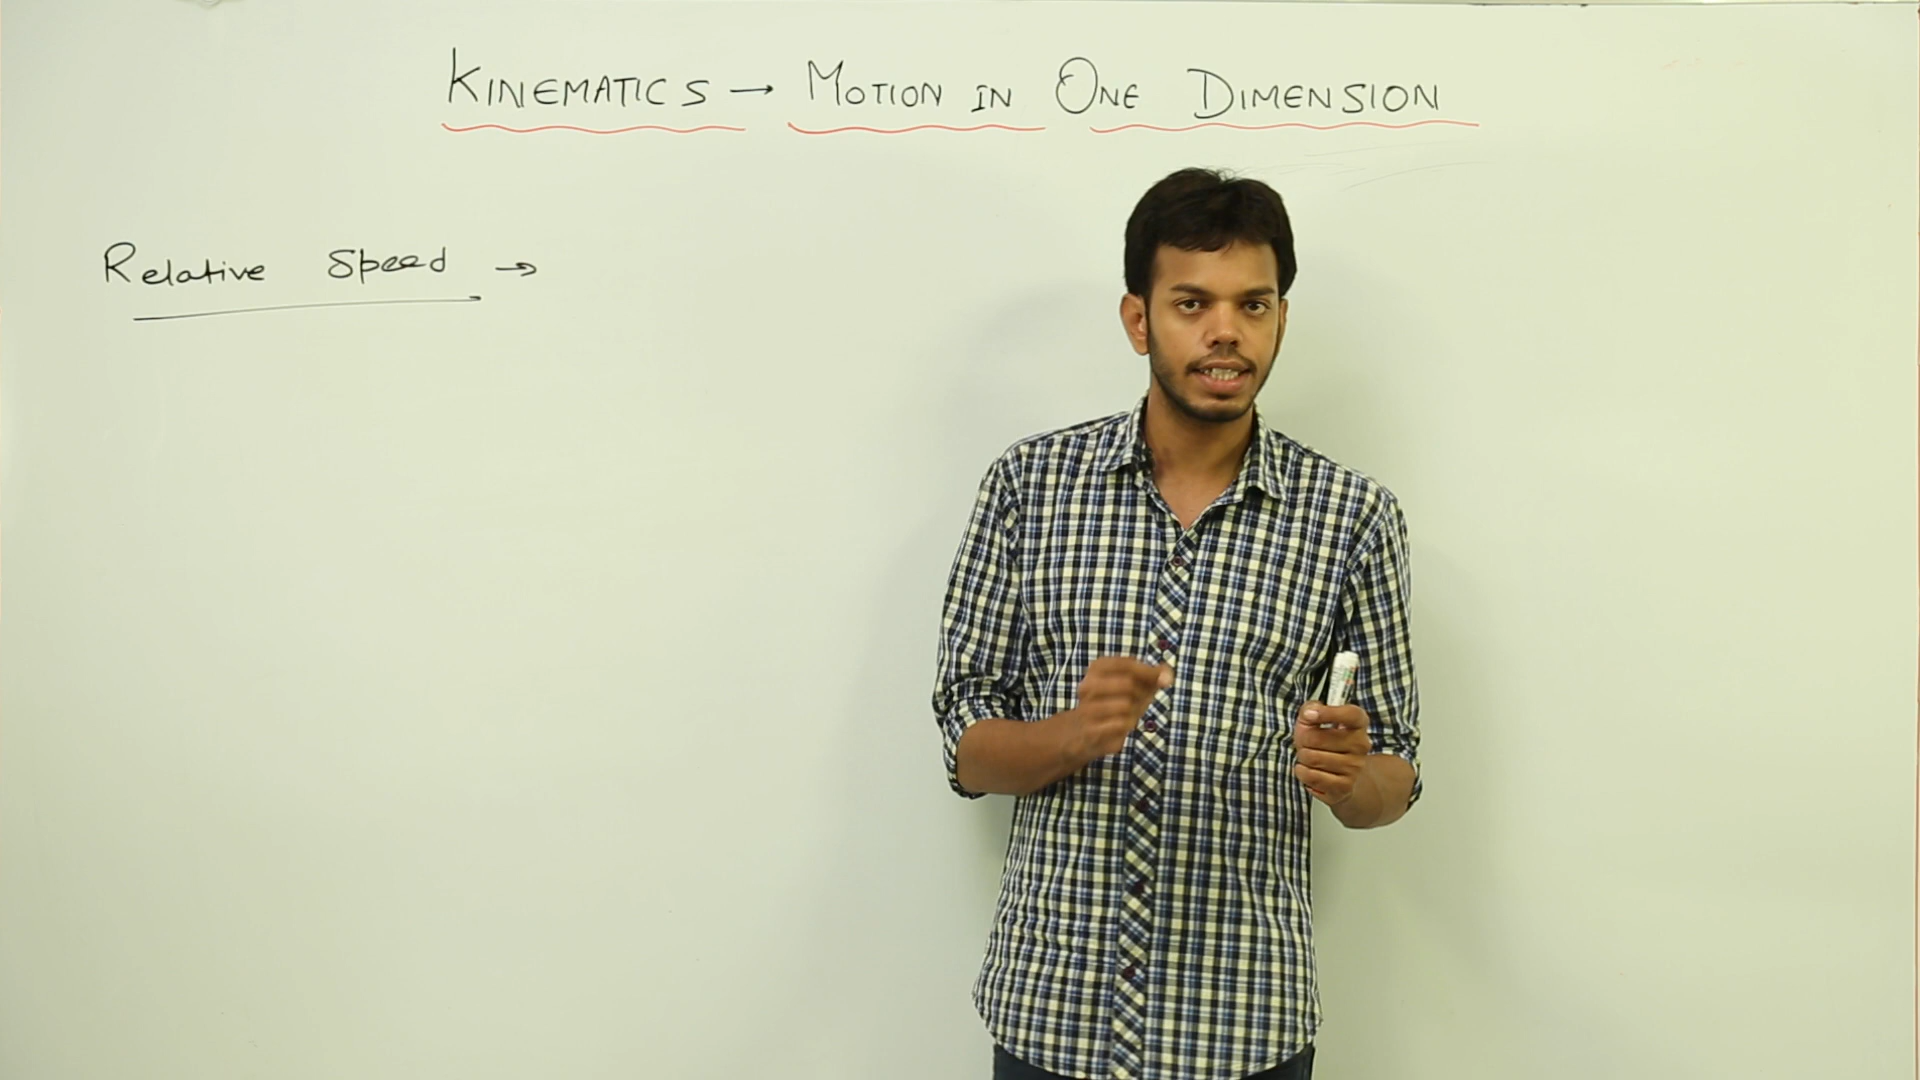 KINEMATICS → MOTION IN ONE DIMENSION
Relative Speed →